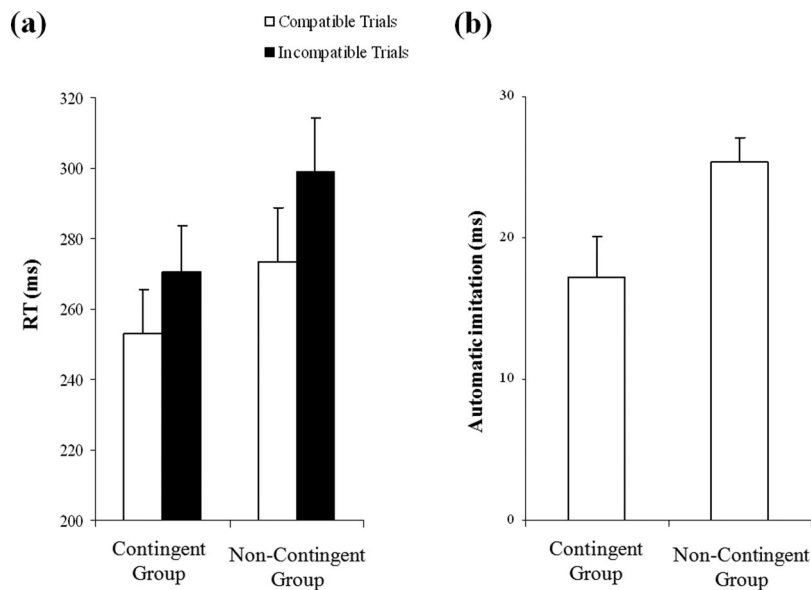 (a)
Compatible Trials
Incompatible Trials
RT (ms)
320
300
280
260
240
220
200
Contingent
Group
Non-Contingent
Group
(b)
Automatic imitation (ms)
30
20
10
0
Contingent
Group
Non-Contingent
Group